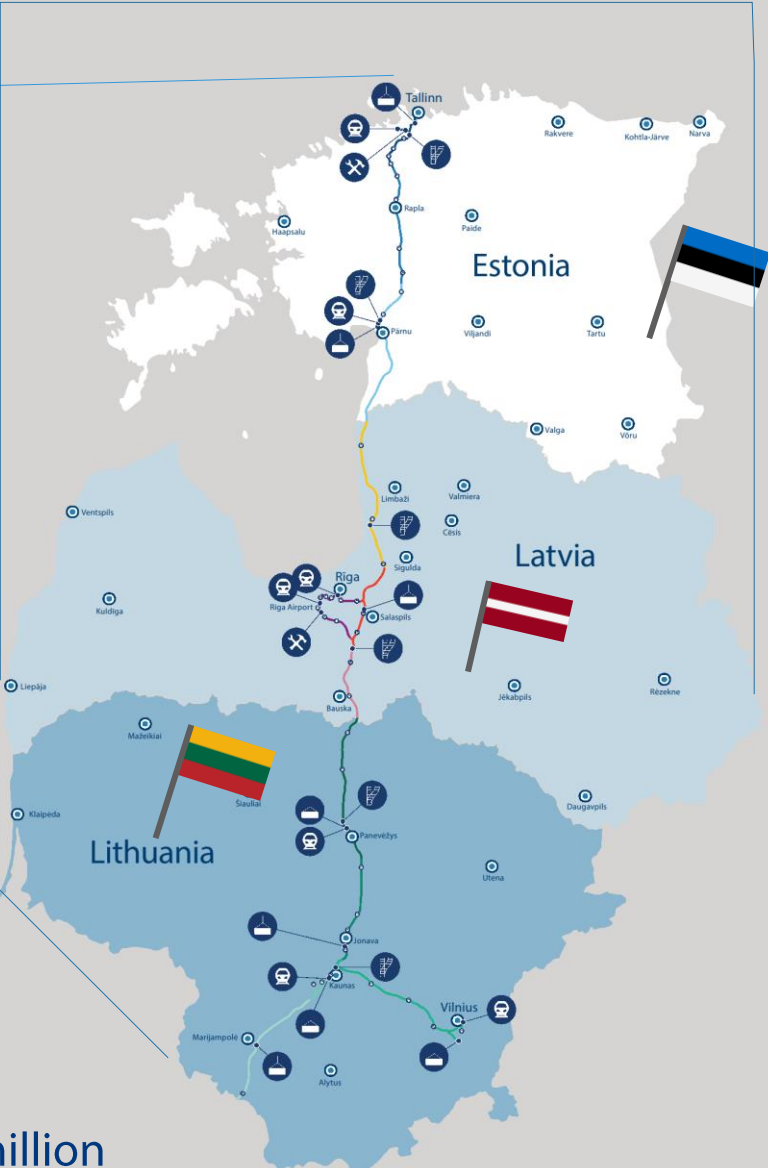 Tallinn
Rakvere
Kohtla-Järve
Narva
Rapla
Haapsalu
Paide
Estonia
Pärnu
Viljandi
Tartu
Valga
Võru
Limbaži
Valmiera
Ventspils
Cēsis
Latvia
Sigulda
Rīga
Kuldīga
Rīga Airport
Salaspils
Liepāja
Jēkabpils
Rēzekne
Bauska
Mažeikiai
Šiauliai
Daugavpils
Klaipėda
Panevėžys
Lithuania
Utena
Jonava
Kaunas
Vilnius
Marijampolė
Alytus
illion